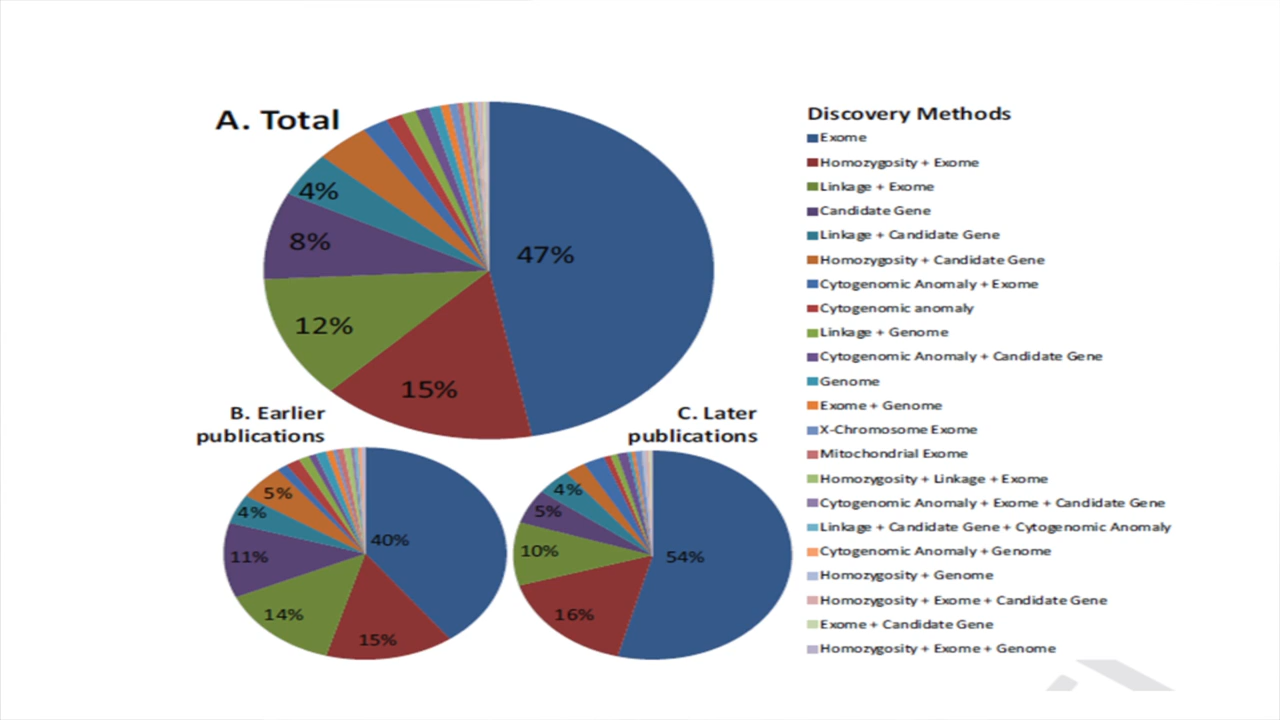 A. Total
4%
8%
47%
12%
15%
B. Earlier
publications
5%
4%
11%
40%
14%
15%
C. Later
publications
4%
5%
10%
54%
16%
Discovery Methods
Exome
Homozygosity + Exome
Linkage + Exome
Candidate Gene
Linkage + Candidate Gene
Homozygosity + Candidate Gene
Cytogenomic Anomaly + Exome
Cytogenomic anomaly
Linkage + Genome
Cytogenomic Anomaly + Candidate Gene
Genome
Exome + Genome
X-Chromosome Exome
Mitochondrial Exome
Homozygosity + Linkage + Exome
Cytogenomic Anomaly + Exome + Candidate Gene
Linkage + Candidate Gene + Cytogenomic Anomaly
Cytogenomic Anomaly + Genome
Homozygosity + Genome
Homozygosity + Exome + Candidate Gene
Exome + Candidate Gene
Homozygosity + Exome + Genome